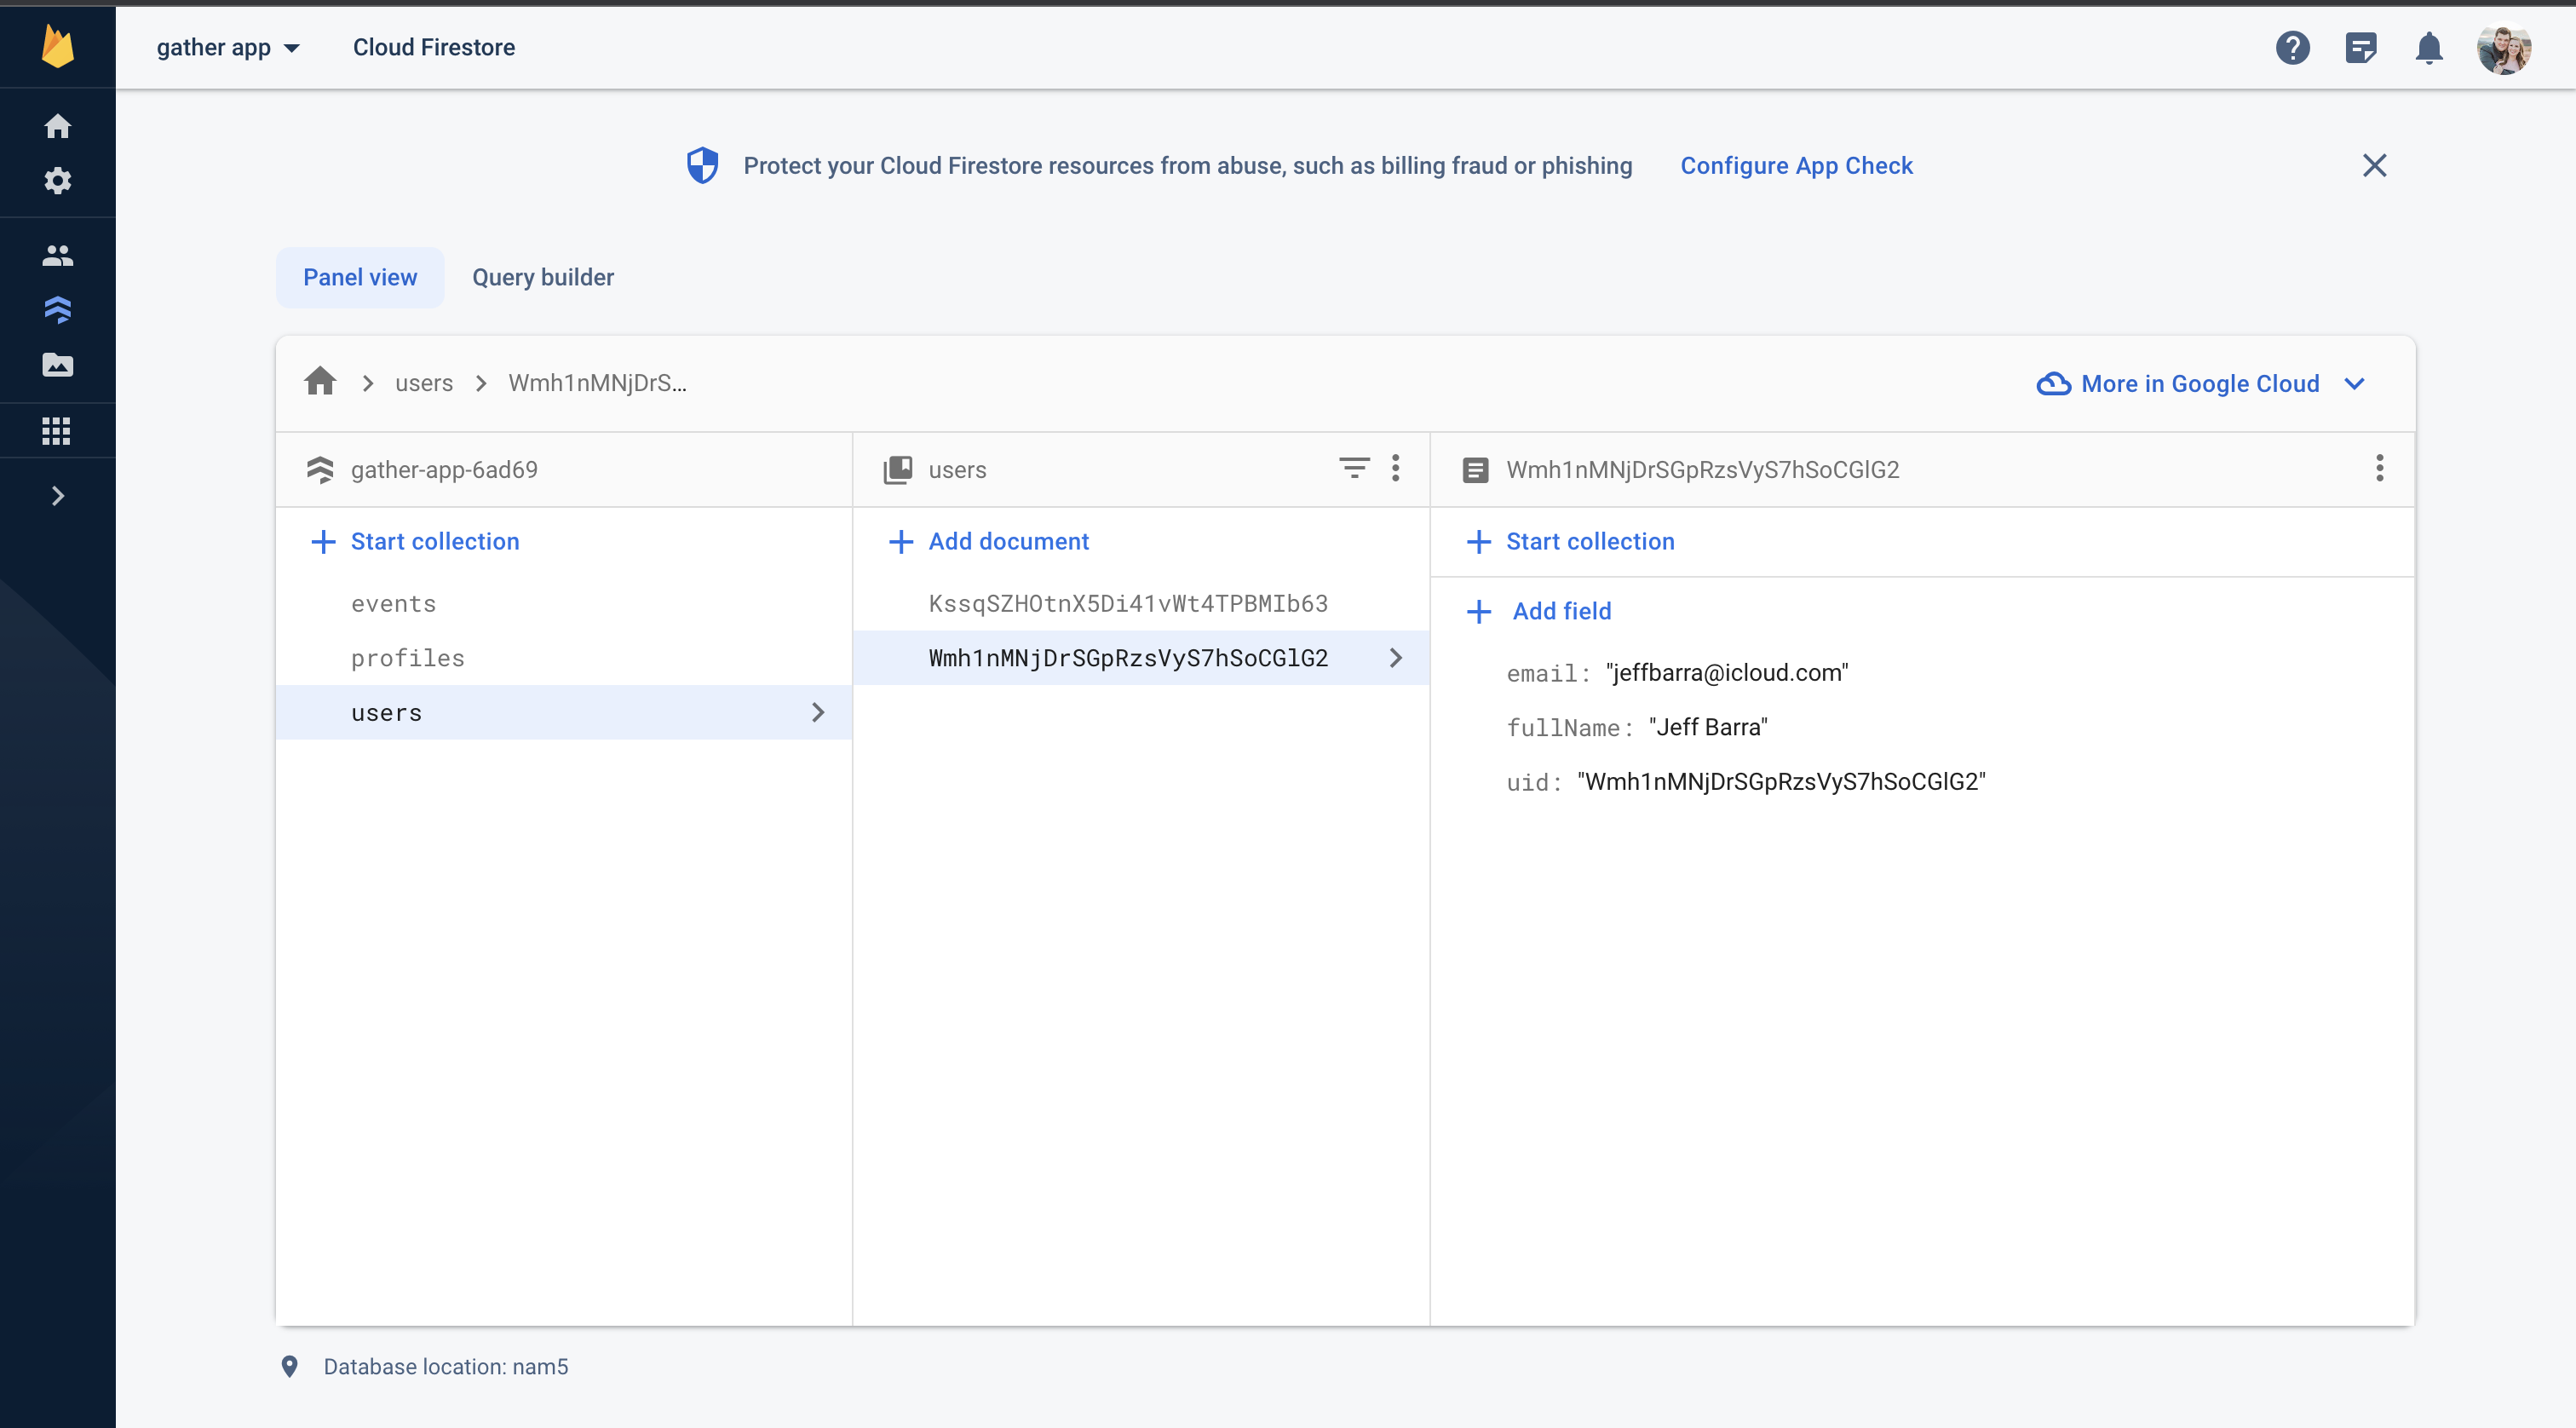 gather app
Cloud Firestore
Protect your Cloud Firestore resources from abuse, such as billing fraud or phishing
Configure App Check
Panel view
Query builder
users
Wmh1nMNjDrS...
More in Google Cloud
gather-app-6ad69
Start collection
events
profiles
users
users
Add document
KssqSZHOtnX5Di41vWt4TPBMIb63
Wmh1nMNjDrSGpRzsVyS7hSoCGlG2
Wmh1nMNjDrSGpRzsVyS7hSoCGlG2
Start collection
Add field
email: "jeffbarra@icloud.com"
fullName: "Jeff Barra"
uid: "Wmh1nMNjDrSGpRzsVyS7hSoCGlG2"
Database location: nam5